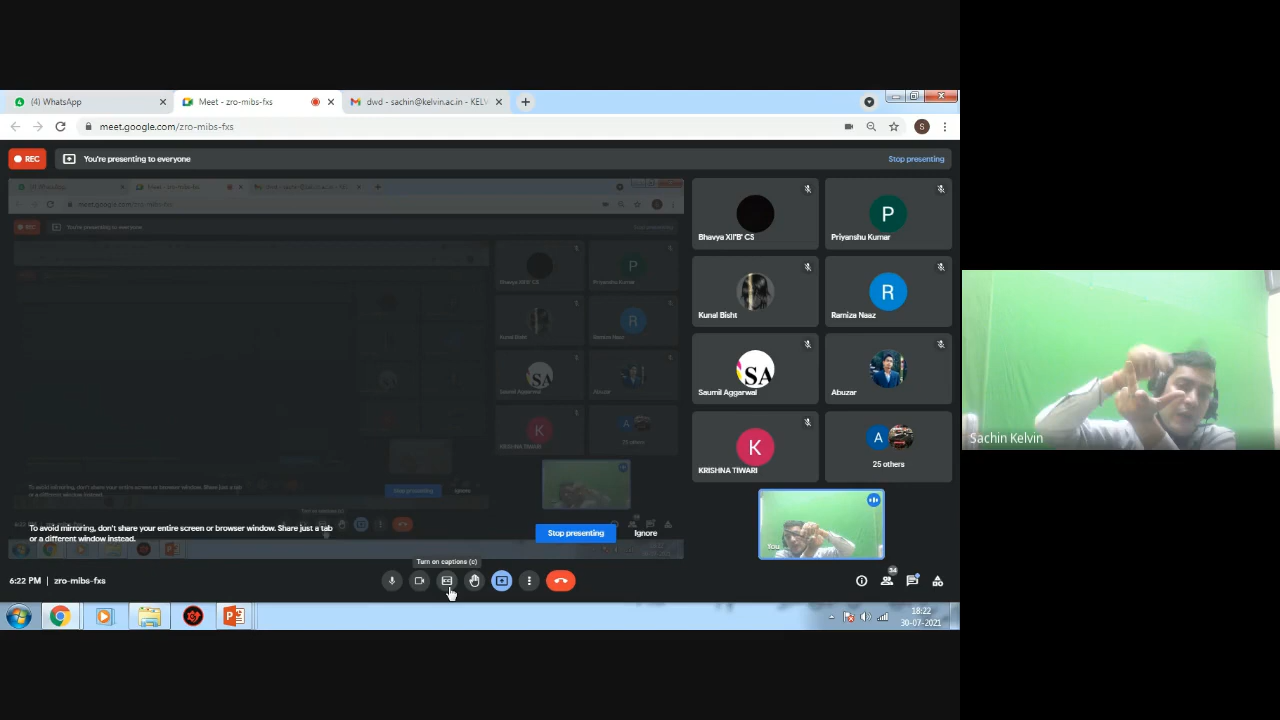 (4) WhatsApp
Meet - zro-mibs-fxs
dwd - sachin@kelvin.ac.in - KELV
meet.google.com/zro-mibs-fxs
S
REC
You're presenting to everyone
Stop presenting
Bhavya XII'B' CS
P
Priyanshu Kumar
Kunal Bisht
R
Ramiza Naaz
SA
Saumil Aggarwal
Abuzar
K
KRISHNA TIWARI
A
25 others
You
Sachin Kelvin
To avoid mirroring, don't share your entire screen or browser window. Share just a tab
or a different window instead.
Stop presenting
Ignore
Turn on captions (c)
6:22 PM | zro-mibs-fxs
34
18:22
30-07-2021